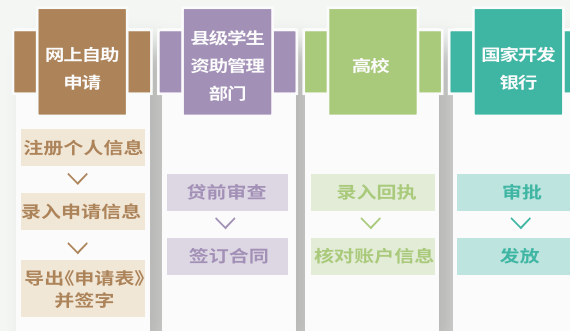 网上自助
申请
注册个人信息
录入申请信息
导出《申请表》
并签字
县级学生
资助管理
部门
贷前审查
签订合同
高校
录入回执
核对账户信息
国家开发
银行
审批
发放